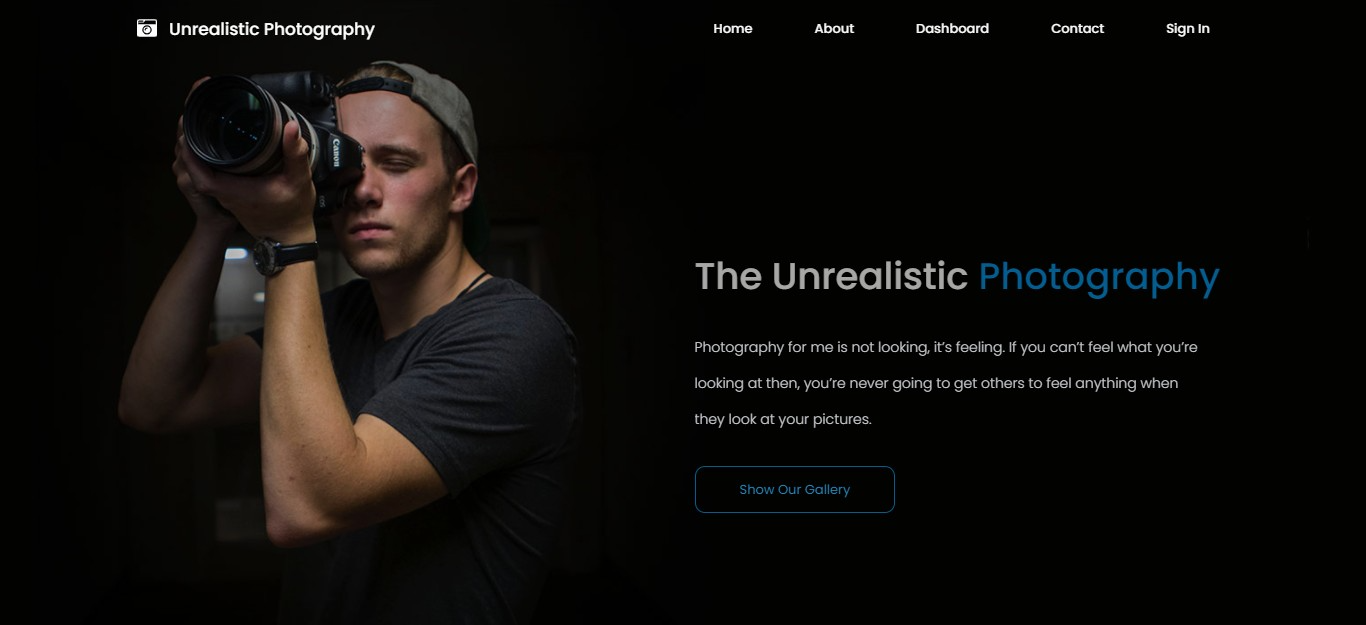 Unrealistic Photography
Home About Dashboard Contact Sign In
Canon
The Unrealistic Photography
Photography for me is not looking, it’s feeling. If you can’t feel what you’re
looking at then, you’re never going to get others to feel anything when
they look at your pictures.
Show Our Gallery